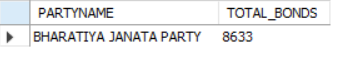 PARTYNAME TOTAL_BONDS
BHARATIYA JANATA PARTY 8633